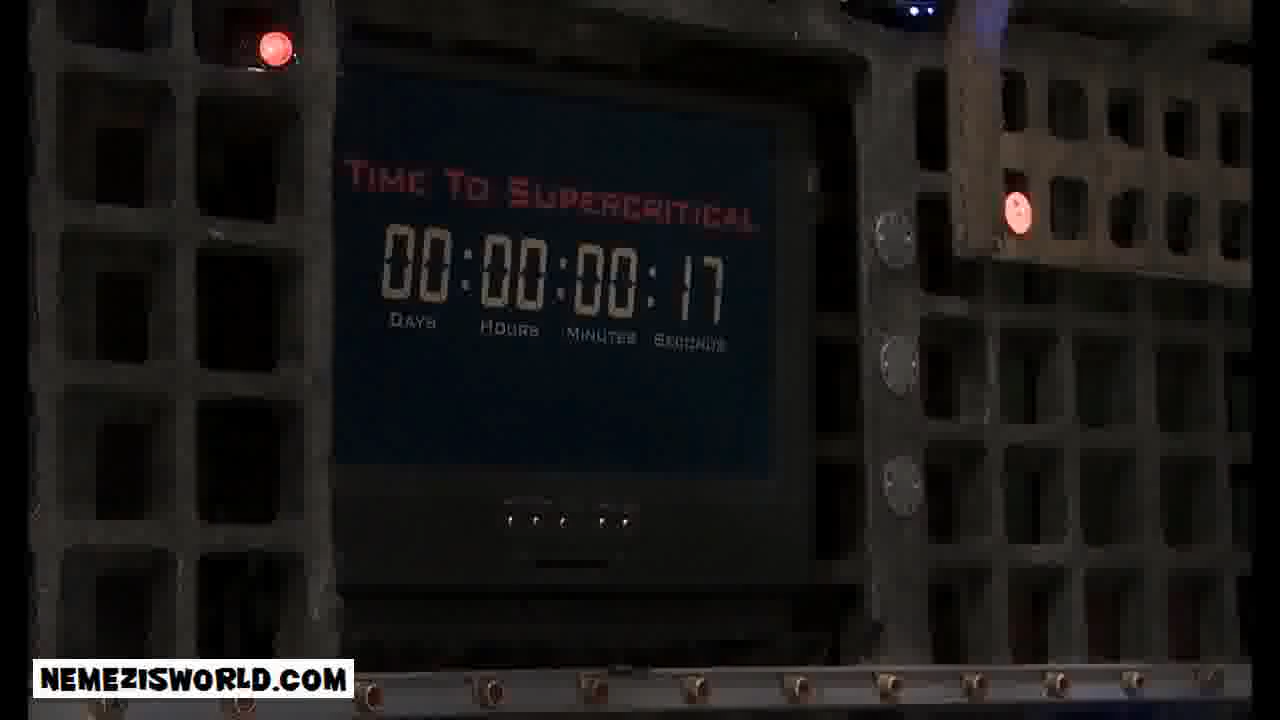 Time To Supercritical
00:00:00:17
Days Hours Minutes Seconds
NEMEZISWORLD.COM